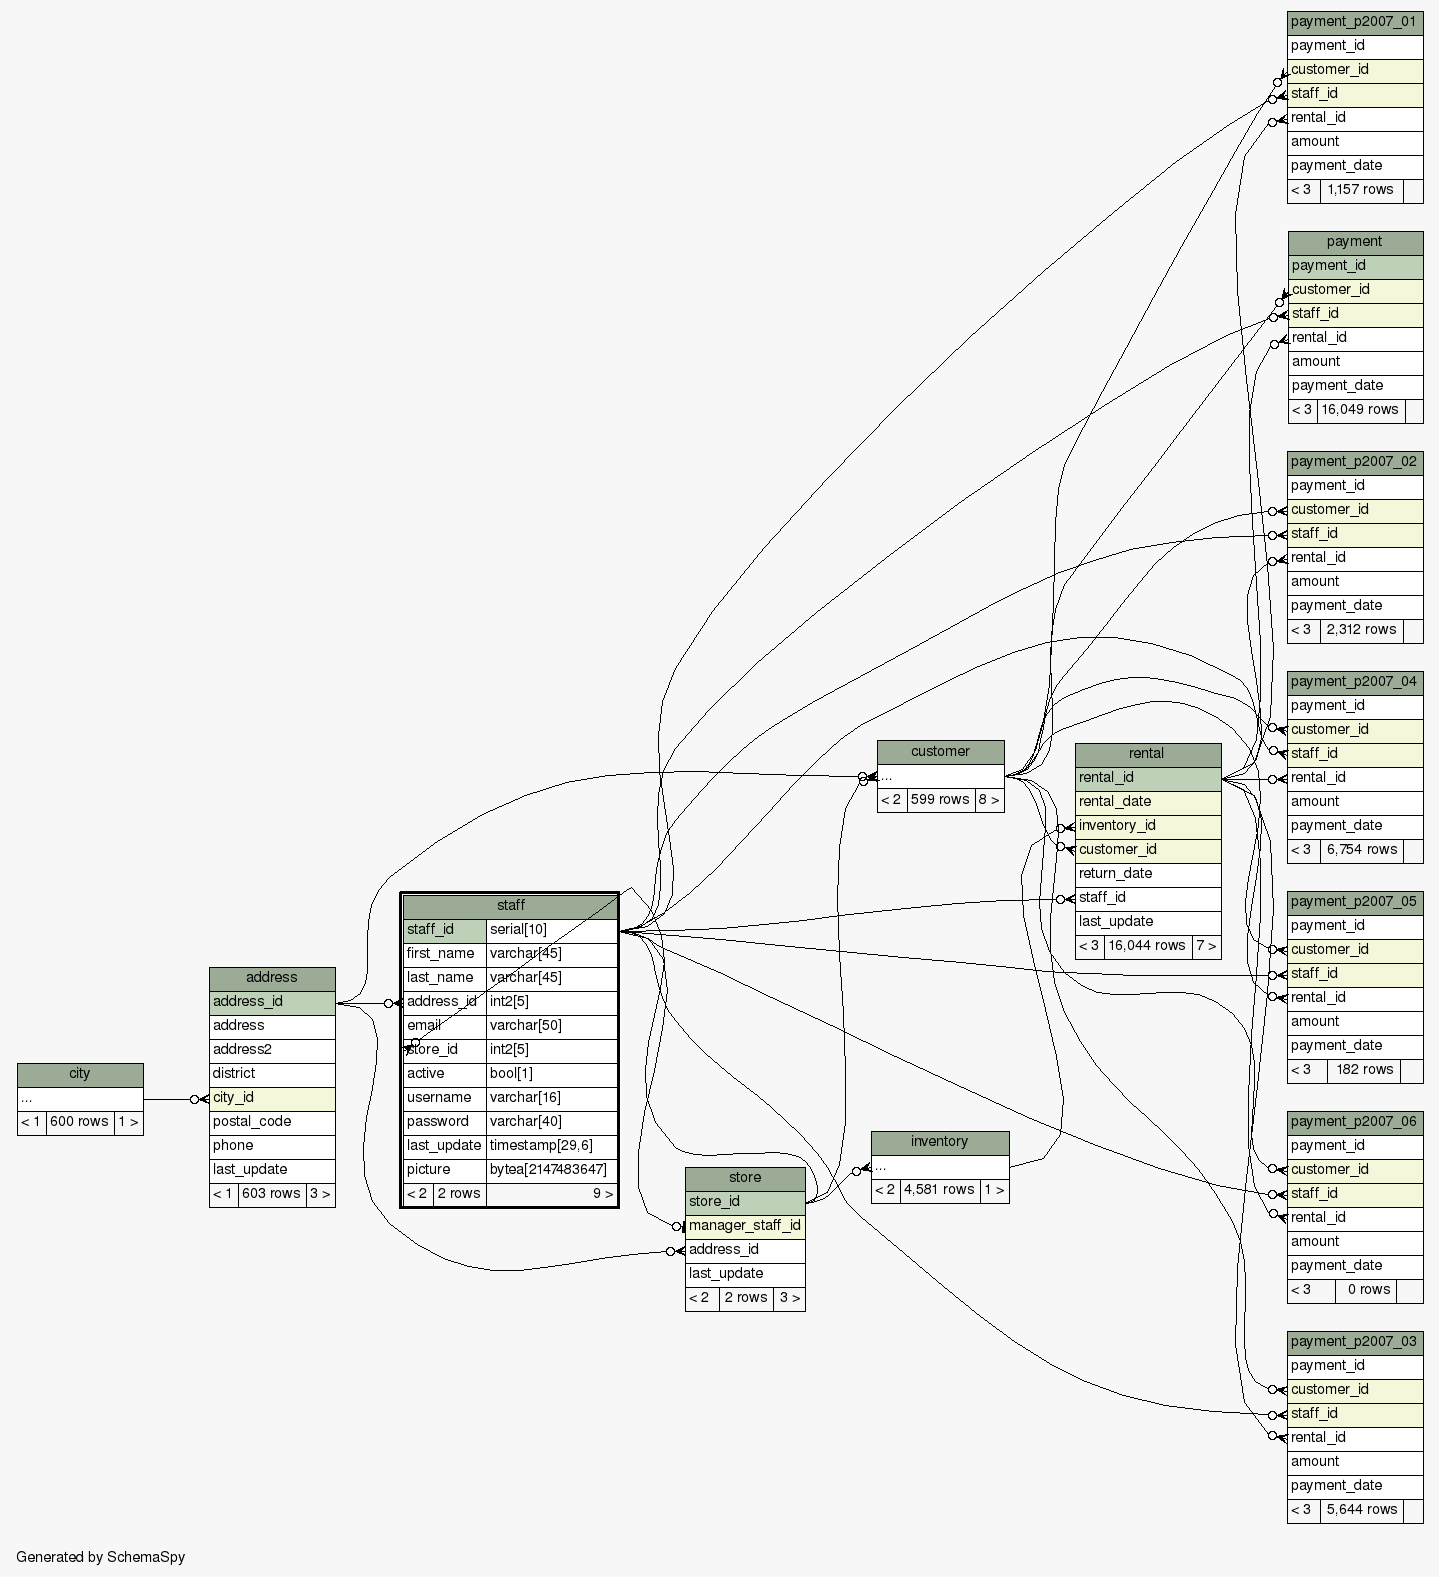 payment_p2007_01
payment_id
customer_id
staff_id
rental_id
amount
payment_date
< 3 1,157 rows
payment
payment_id
customer_id
staff_id
rental_id
amount
payment_date
< 3 16,049 rows
payment_p2007_02
payment_id
customer_id
staff_id
rental_id
amount
payment_date
< 3 2,312 rows
payment_p2007_04
payment_id
customer_id
staff_id
rental_id
amount
payment_date
< 3 6,754 rows
customer
...
< 2 599 rows 8 >
rental
rental_id
rental_date
inventory_id
customer_id
return_date
staff_id
last_update
< 3 16,044 rows 7 >
staff
staff_id serial[10]
first_name varchar[45]
last_name varchar[45]
address_id int2[5]
email varchar[50]
store_id int2[5]
active bool[1]
username varchar[16]
password varchar[40]
last_update timestamp[29,6]
picture bytea[2147483647]
< 2 2 rows 9 >
address
address_id
address
address2
district
city_id
postal_code
phone
last_update
< 1 603 rows 3 >
city
...
< 1 600 rows 1 >
inventory
...
< 2 4,581 rows 1 >
store
store_id
manager_staff_id
address_id
last_update
< 2 2 rows 3 >
payment_p2007_05
payment_id
customer_id
staff_id
rental_id
amount
payment_date
< 3 182 rows
payment_p2007_06
payment_id
customer_id
staff_id
rental_id
amount
payment_date
< 3 0 rows
payment_p2007_03
payment_id
customer_id
staff_id
rental_id
amount
payment_date
< 3 5,644 rows
Generated by SchemaSpy